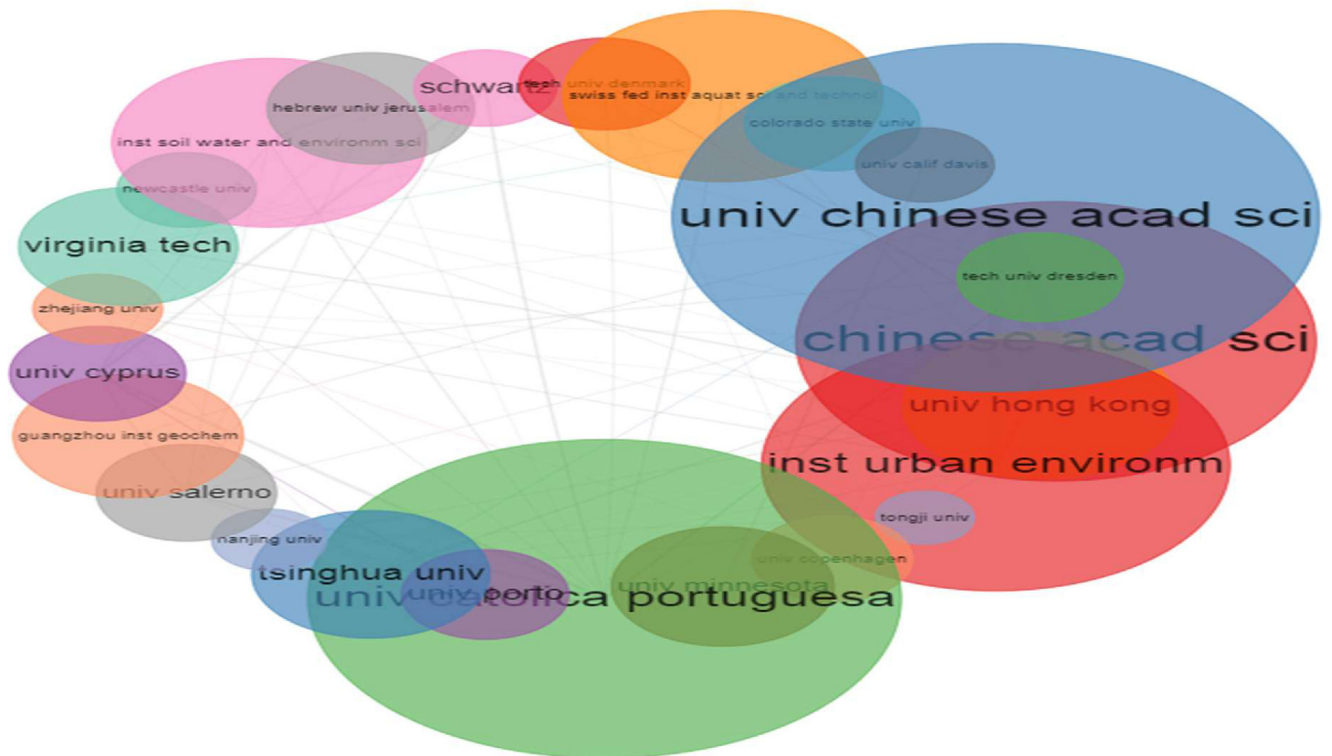 schwartz
tech univ denmark
swiss fed inst aquat sci and technol
hebrew univ jerusalem
colorado state univ
inst soil water and environm sci
univ calif davis
newcastle univ
univ chinese acad sci
virginia tech
tech univ dresden
zhejiang univ
chinese acad sci
univ cyprus
univ hong kong
guangzhou inst geochem
inst urban environm
univ salerno
tongji univ
nanjing univ
univ copenhagen
tsinghua univ
univ minnesota
univ porto
univ catolica portuguesa